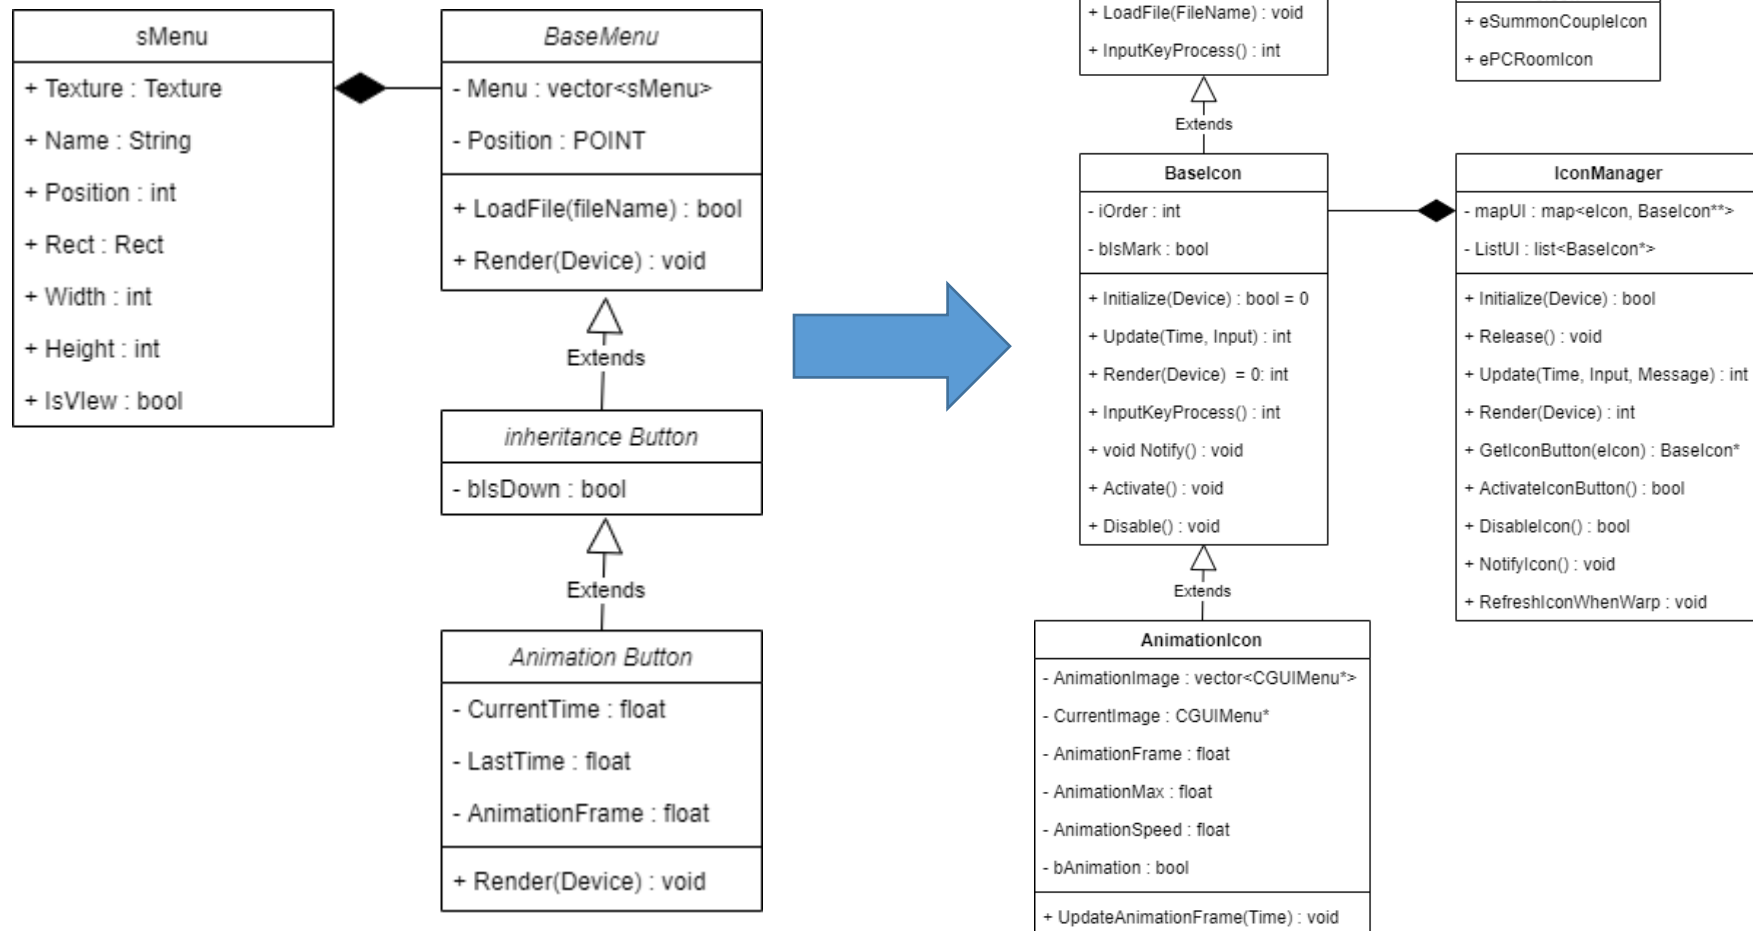 sMenu
+ Texture : Texture
+ Name : String
+ Position : int
+ Rect : Rect
+ Width : int
+ Height : int
+ IsVIew : bool
BaseMenu
- Menu : vector<sMenu>
- Position : POINT
+ LoadFile(fileName) : bool
+ Render(Device) : void
Extends
inheritance Button
- bIsDown : bool
Extends
Animation Button
- CurrentTime : float
- LastTime : float
- AnimationFrame : float
+ Render(Device) : void
+ LoadFile(FileName) : void
+ InputKeyProcess() : int
Extends
BaseIcon
- iOrder : int
- bIsMark : bool
+ Initialize(Device) : bool = 0
+ Update(Time, Input) : int
+ Render(Device)  = 0: int
+ InputKeyProcess() : int
+ void Notify() : void
+ Activate() : void
+ Disable() : void
Extends
AnimationIcon
- AnimationImage : vector<CGUIMenu*>
- CurrentImage : CGUIMenu*
- AnimationFrame : float
- AnimationMax : float
- AnimationSpeed : float
- bAnimation : bool
+ UpdateAnimationFrame(Time) : void
+ eSummonCoupleIcon
+ ePCRoomIcon
IconManager
- mapUI : map<eIcon, BaseIcon**>
- ListUI : list<BaseIcon*>
+ Initialize(Device) : bool
+ Release() : void
+ Update(Time, Input, Message) : int
+ Render(Device) : int
+ GetIconButton(eIcon) : BaseIcon*
+ ActivateIconButton() : bool
+ DisableIcon() : bool
+ NotifyIcon() : void
+ RefreshIconWhenWarp : void